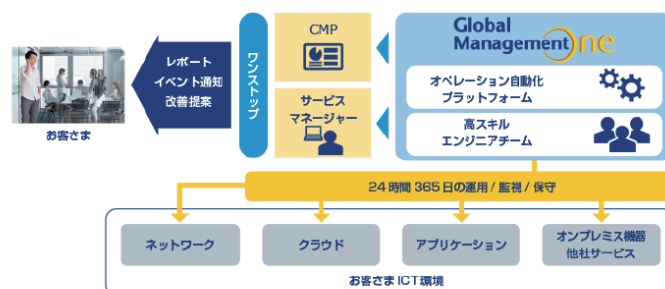 レポート
イベント通知
改善提案
お客さま
ワンストップ
CMP
サービス
マネージャー
Global
Management One
オペレーション自動化
プラットフォーム
高スキル
エンジニアチーム
24時間365日の運用/監視/保守
ネットワーク
クラウド
アプリケーション
オンプレミス機器
他社サービス
お客さまICT環境